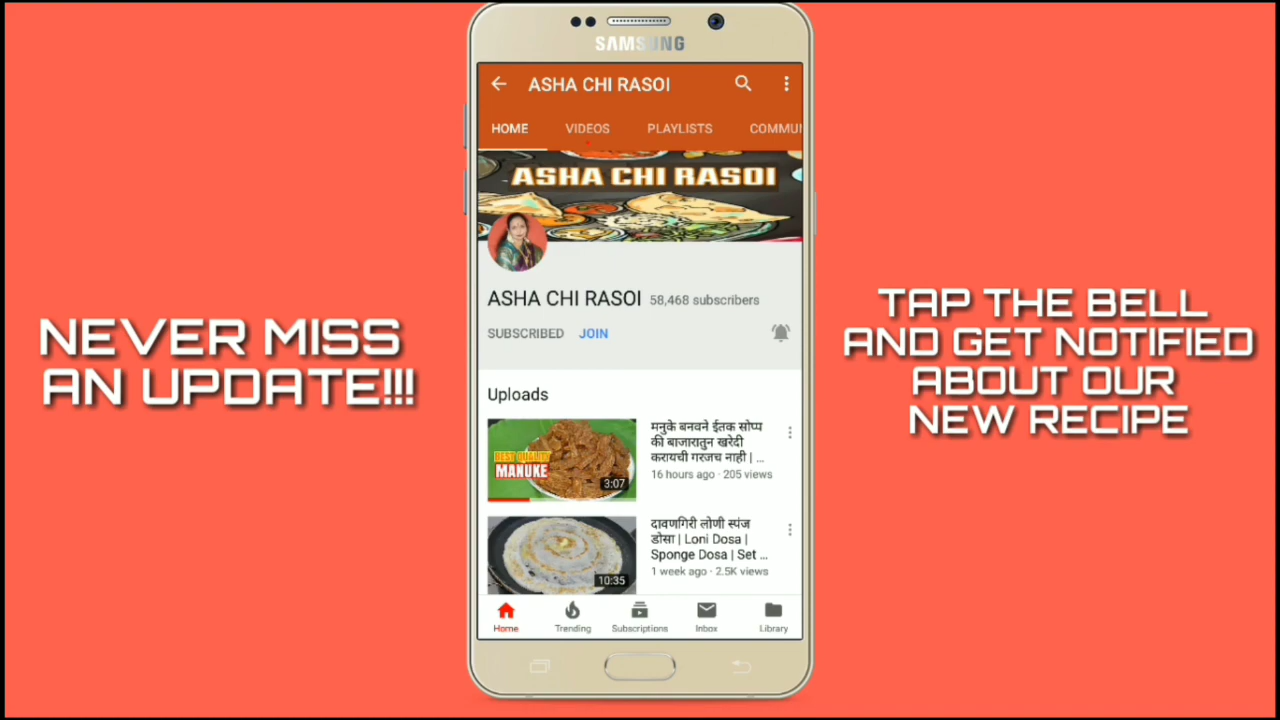 NEVER MISS
AN UPDATE!!!
SAMSUNG
ASHA CHI RASOI
HOME VIDEOS PLAYLISTS COMMUN
ASHA CHI RASOI
ASHA CHI RASOI 58,468 subscribers
SUBSCRIBED JOIN
Uploads
BEST QUALITY
MANUKE
3:07
मनुके बनवने ईतक सोप्प
की बाजारातुन खरेदी
करायची गरजच नाही | ...
16 hours ago · 205 views
10:35
दावणगिरी लोणी स्पंज
डोसा | Loni Dosa |
Sponge Dosa | Set ...
1 week ago · 2.5K views
Home Trending Subscriptions Inbox Library
TAP THE BELL
AND GET NOTIFIED
ABOUT OUR
NEW RECIPE